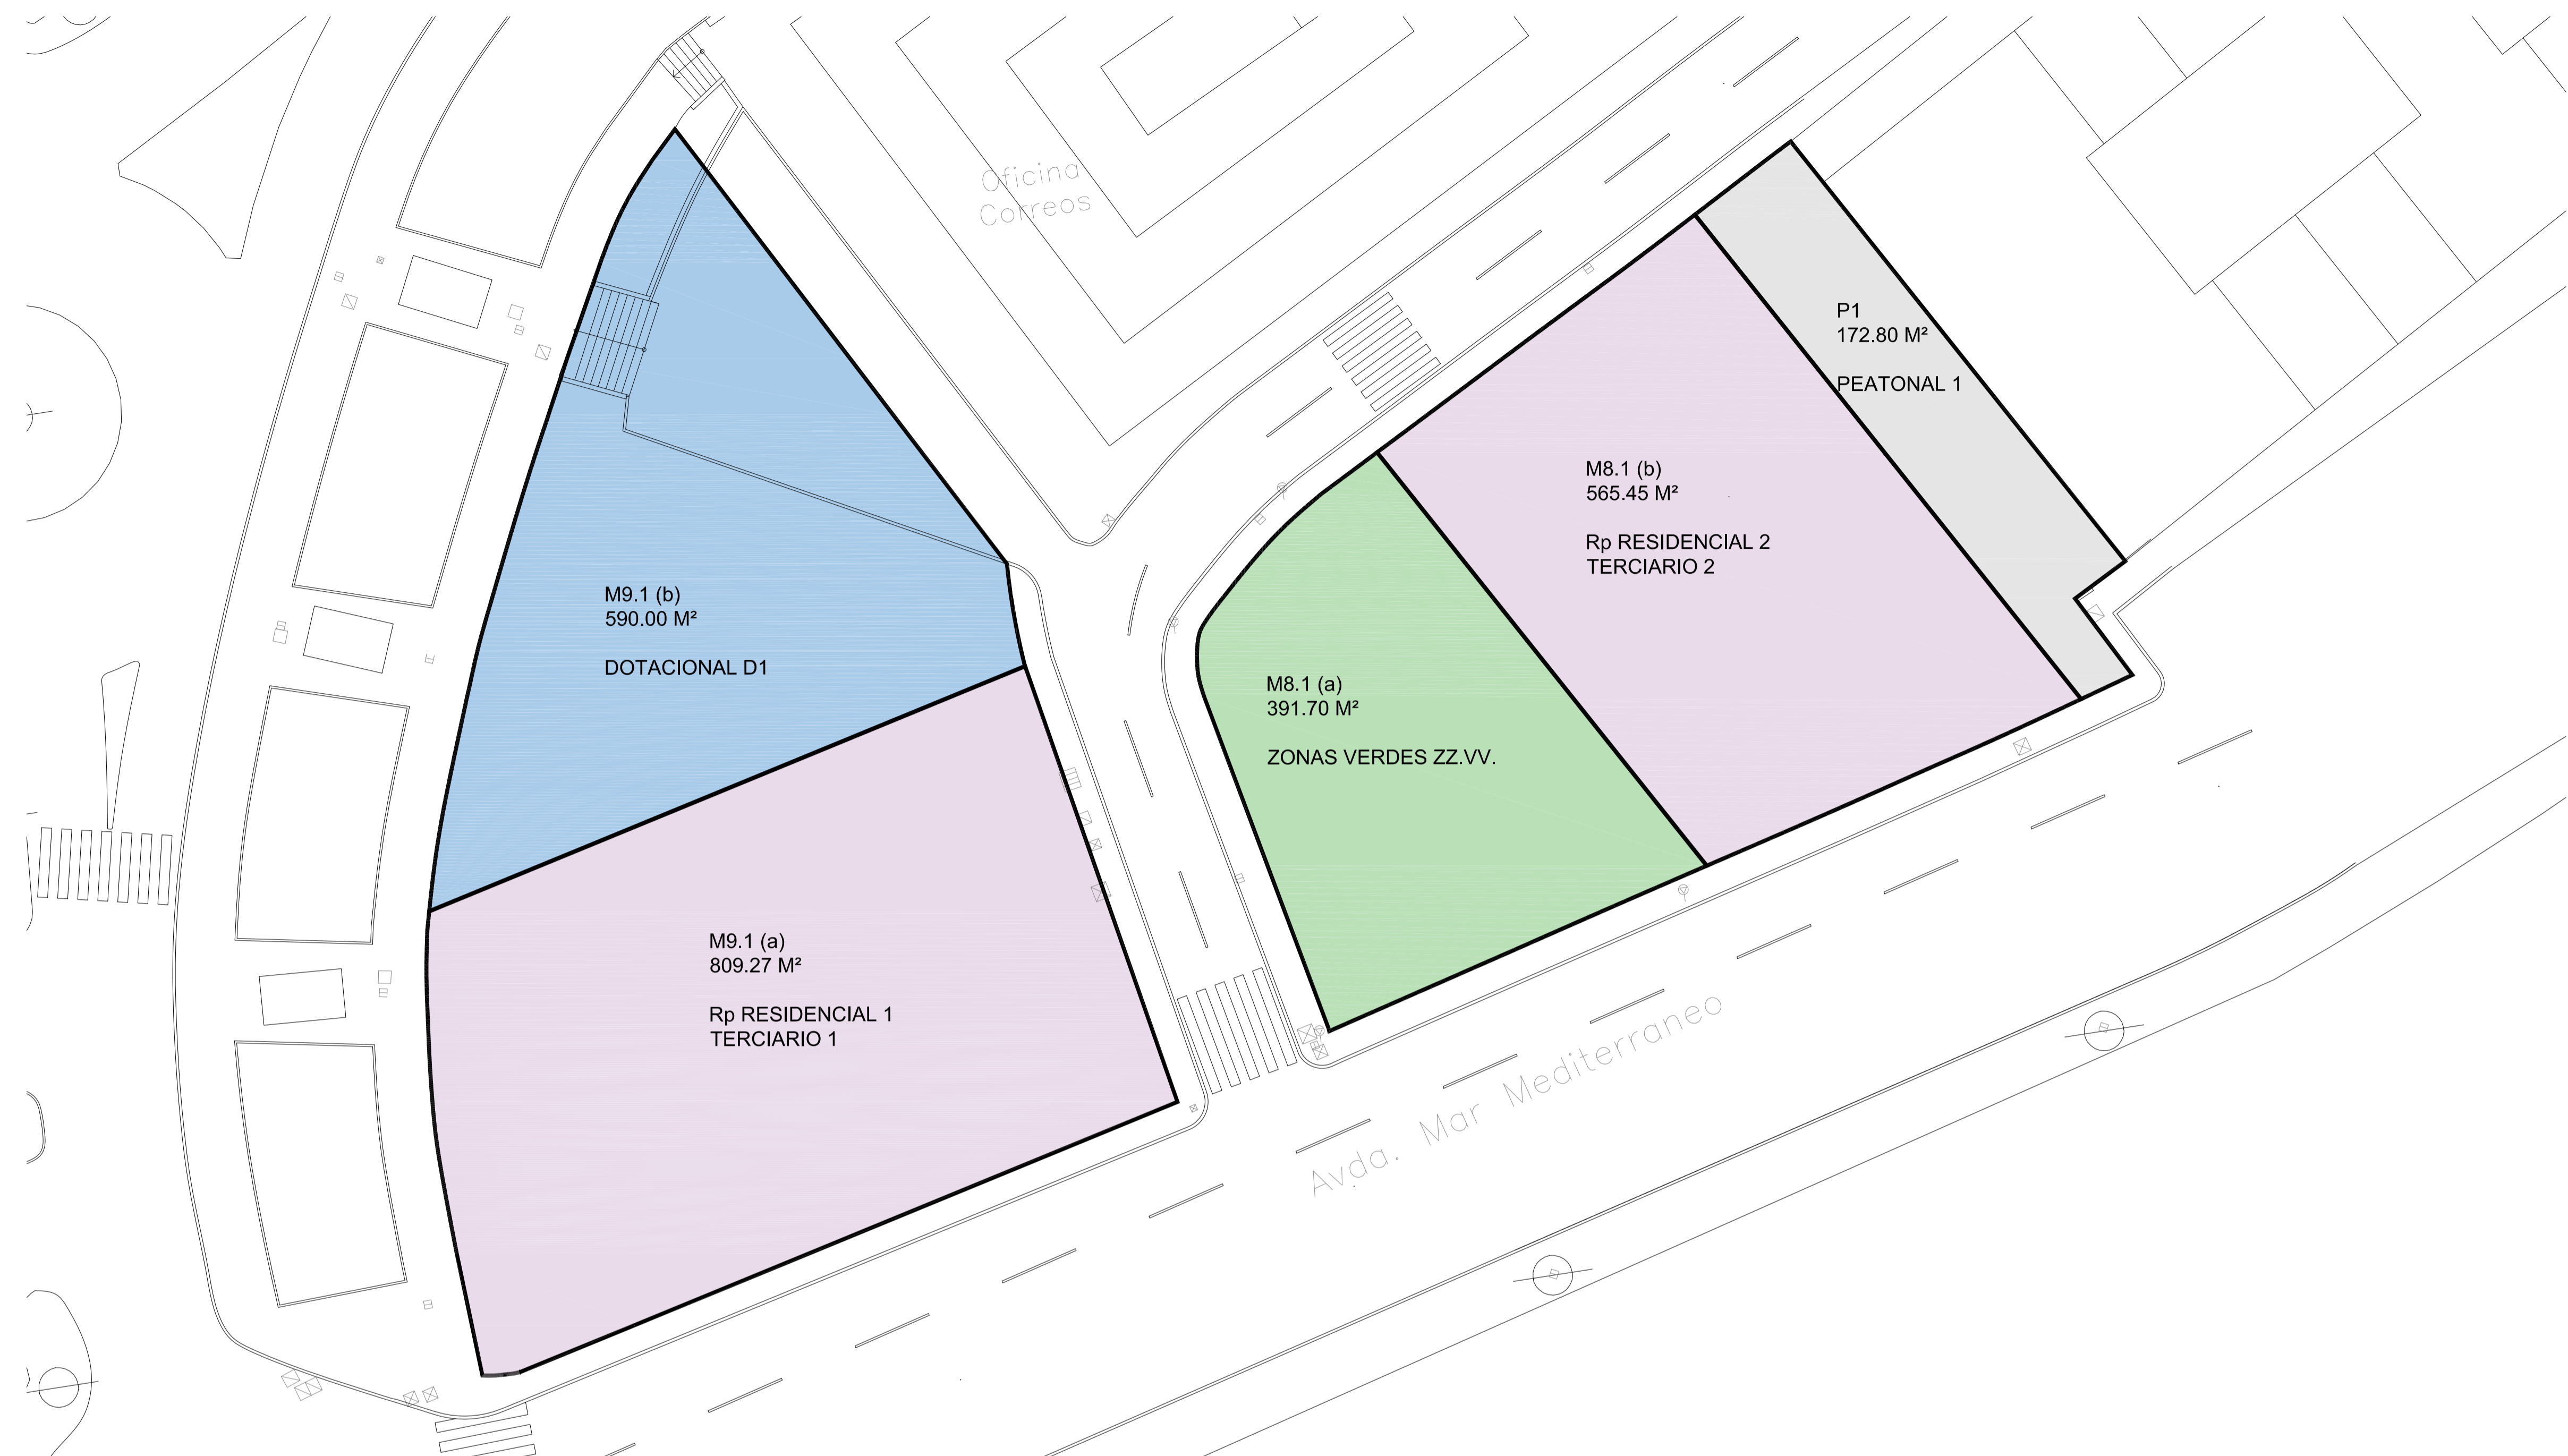 Oficina
Correos
P1
172.80 M²
PEATONAL 1
M8.1 (b)
565.45 M²
Rp RESIDENCIAL 2
TERCIARIO 2
M9.1 (b)
590.00 M²
DOTACIONAL D1
M8.1 (a)
391.70 M²
ZONAS VERDES ZZ.VV.
M9.1 (a)
809.27 M²
Rp RESIDENCIAL 1
TERCIARIO 1
Avda. Mar Mediterraneo